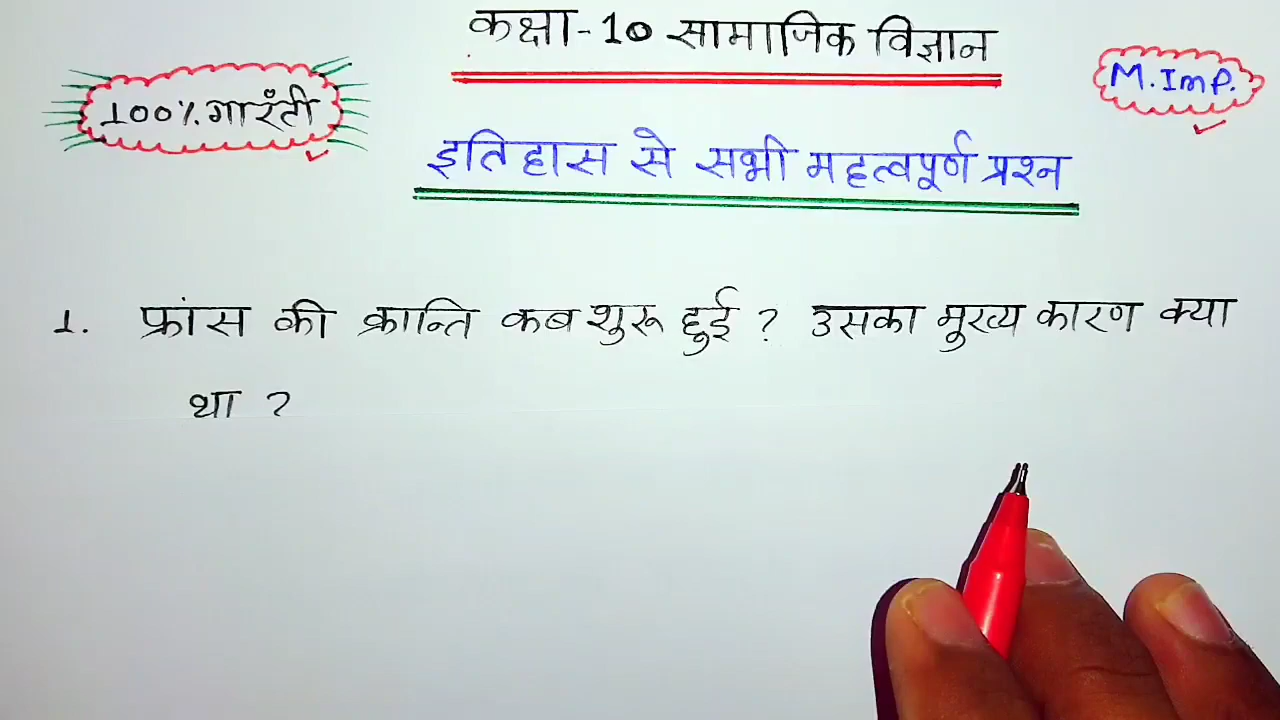 कक्षा-10 सामाजिक विज्ञान
100% गारंटी
M.Imp.
इतिहास से सभी महत्वपूर्ण प्रश्न
1. फ्रांस की क्रान्ति कब शुरू हुई ? उसका मुख्य कारण क्या
था ?